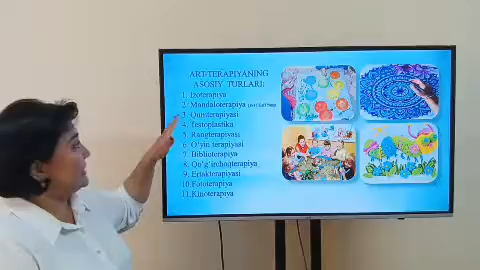 ART-TERAPIYANING
ASOSIY TURLARI:
1. Izoterapiya
2. Mandaloterapiya
3. Qumterapiyasi
4. Testoplastika
5. Rangterapiyasi
6. O'yin terapiyasi
7. Biblioterapiya
8. Qo'g'irchoqterapiya
9. Ertakterapiyasi
10. Fototerapiya
11. Kinoterapiya